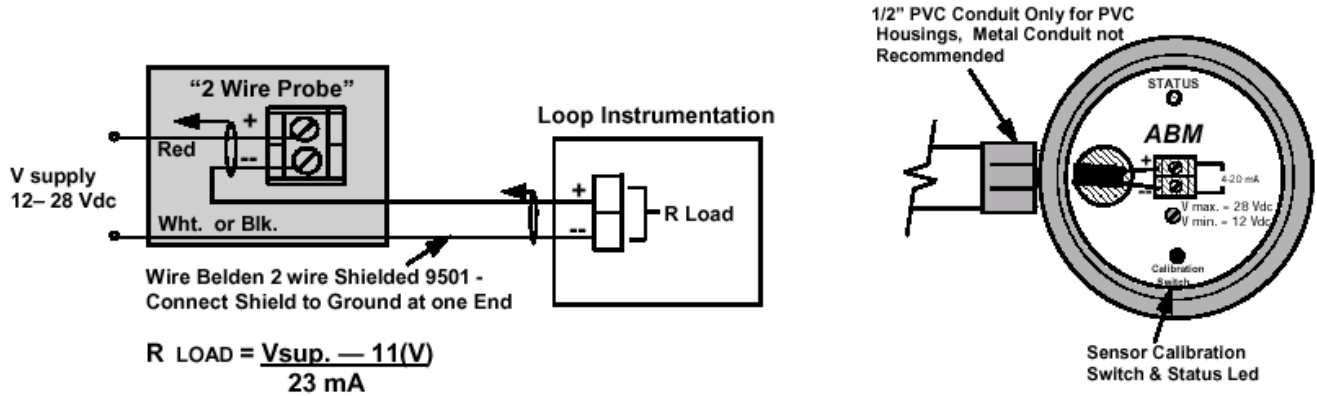 "2 Wire Probe"
+
Red
--
V supply
12– 28 Vdc
Wht. or Blk.
Loop Instrumentation
+
R Load
--
Wire Belden 2 wire Shielded 9501 -
Connect Shield to Ground at one End
R LOAD = Vsup. — 11(V)
23 mA
1/2" PVC Conduit Only for PVC
Housings, Metal Conduit not
Recommended
STATUS
ABM
+
4-20 mA
--
V max. = 28 Vdc
V min. = 12 Vdc
Calibration
Switch
Sensor Calibration
Switch & Status Led